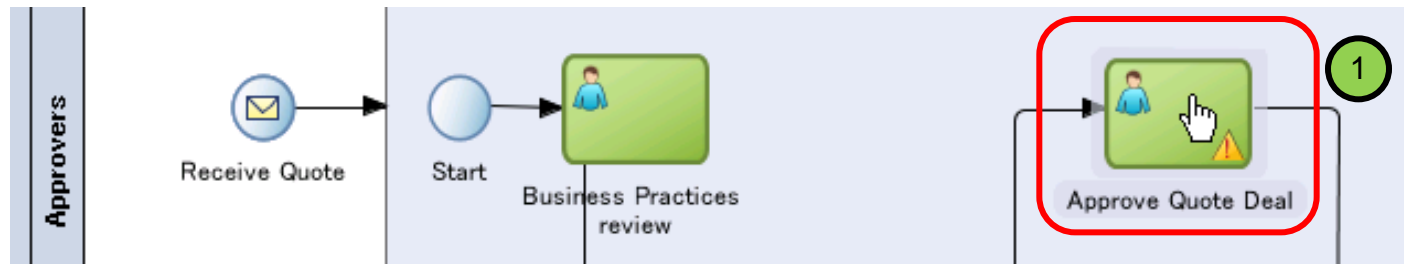 Approvers
Receive Quote
Start
Business Practices
review
Approve Quote Deal
1